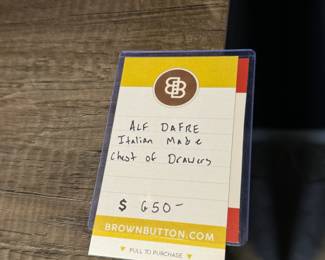 BB
ALF DAFRE
Italian Made
Chest of Drawers
$ 650-
BROWNBUTTON.COM
▼ PULL TO PURCHASE ▼